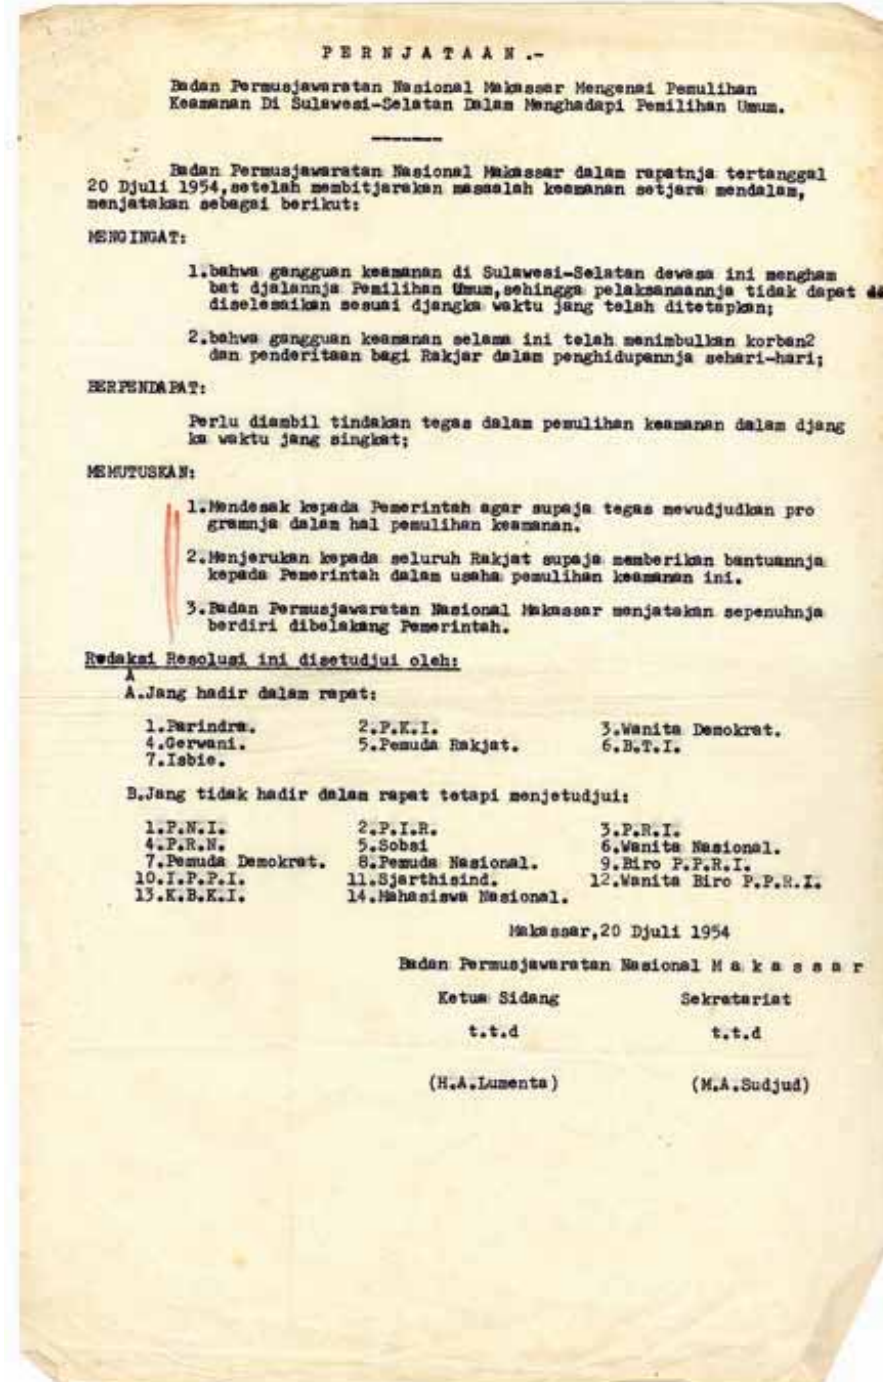 P E R N J A T A A N .-
Badan Permusjawaratan Nasional Makassar Mengenai Pemulihan
Keamanan Di Sulawesi-Selatan Dalam Menghadapi Pemilihan Umum.
Badan Permusjawaratan Nasional Makassar dalam rapatnja tertanggal
20 Djuli 1954,setelah membitjarakan masaalah keamanan setjara mendalam,
menjatakan sebagai berikut:
MENGINGAT:
1.bahwa gangguan keamanan di Sulawesi-Selatan dewasa ini mengham
bat djalannja Pemilihan Umum,sehingga pelaksanaannja tidak dapat
diselesaikan sesuai djangka waktu jang telah ditetapkan;
2.bahwa gangguan keamanan selama ini telah menimbulkan korban2
dan penderitaan bagi Rakjar dalam penghidupannja sehari-hari;
BERPENDAPAT:
Perlu diambil tindakan tegas dalam pemulihan keamanan dalam djang
ka waktu jang singkat;
MEMUTUSKAN:
1.Mendesak kepada Pemerintah agar supaja tegas mewudjudkan pro
gramnja dalam hal pemulihan keamanan.
2.Menjerukan kepada seluruh Rakjat supaja memberikan bantuannja
kepada Pemerintah dalam usaha pemulihan keamanan ini.
3.Badan Permusjawaratan Nasional Makassar menjatakan sepenuhnja
berdiri dibelakang Pemerintah.
Redaksi Resolusi ini disetudjui oleh:
A
A.Jang hadir dalam rapat:
1.Parindra. 2.P.K.I. 3.Wanita Demokrat.
4.Gerwani. 5.Pemuda Rakjat. 6.B.T.I.
7.Isbie.
B.Jang tidak hadir dalam rapat tetapi menjetudjui:
1.P.N.I. 2.P.I.R. 3.P.R.I.
4.P.R.N. 5.Sobsi 6.Wanita Nasional.
7.Pemuda Demokrat. 8.Pemuda Nasional. 9.Biro P.P.R.I.
10.I.P.P.I. 11.Sjarthisind. 12.Wanita Biro P.P.R.I.
13.K.B.K.I. 14.Mahasiswa Nasional.
Makassar,20 Djuli 1954
Badan Permusjawaratan Nasional M a k a s s a r
Ketua Sidang Sekretariat
t.t.d t.t.d
(H.A.Lumenta) (M.A.Sudjud)